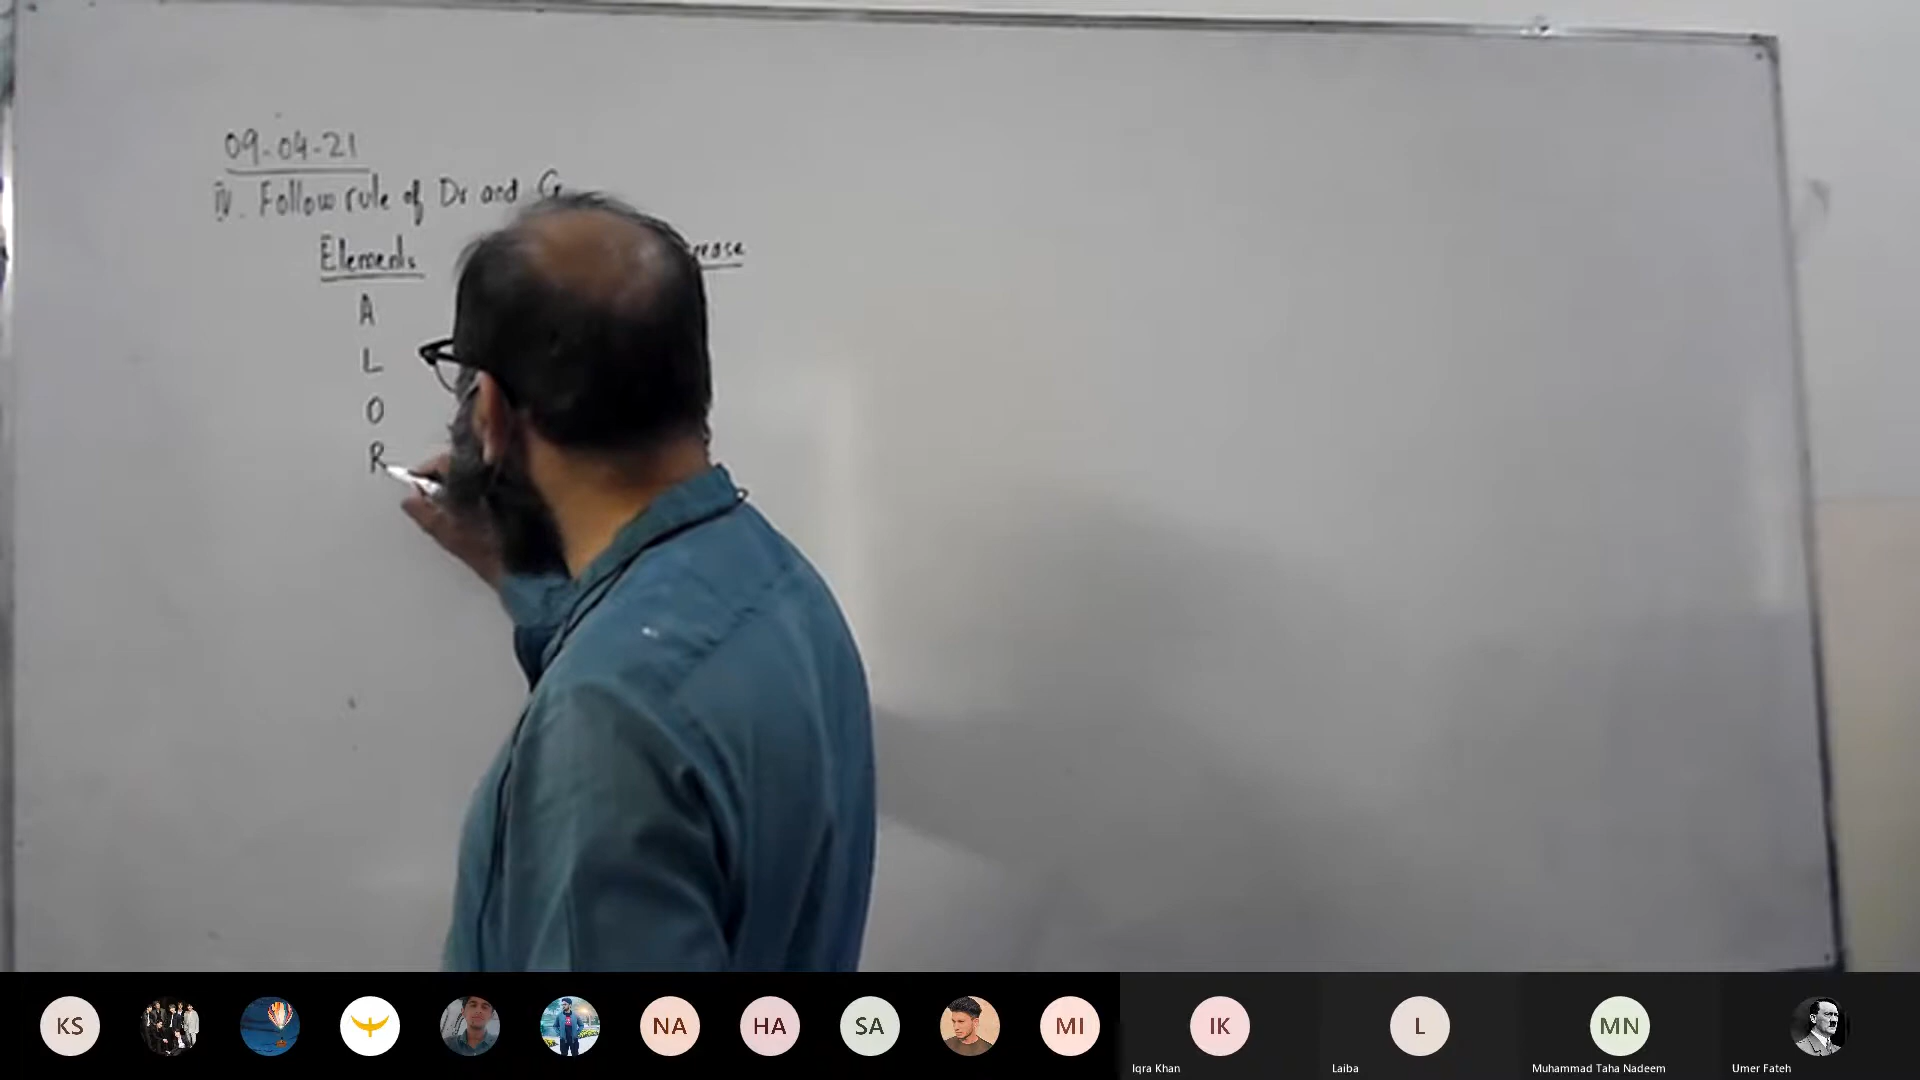 09-04-21
iv. Follow rule of Dr and Cr
Elements
A
L
O
R
KS
NA
HA
SA
MI
IK
L
MN
Iqra Khan
Laiba
Muhammad Taha Nadeem
Umer Fateh